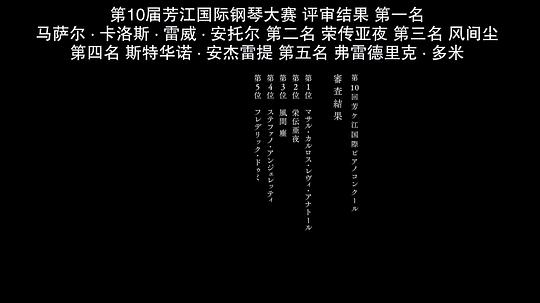 第10届芳江国际钢琴大赛 评审结果 第一名
马萨尔·卡洛斯·雷威·安托尔 第二名 荣传亚夜 第三名 风间尘
第四名 斯特华诺·安杰雷提 第五名 弗雷德里克·多米
第10回芳ヶ江国際ピアノコンクール
審査結果
第1位 マサル・カルロス・レヴィ・アナトール
第2位 栄伝亜夜
第3位 風間 塵
第4位 ステファノ・アンジェレッティ
第5位 フレデリック・ドゥミ